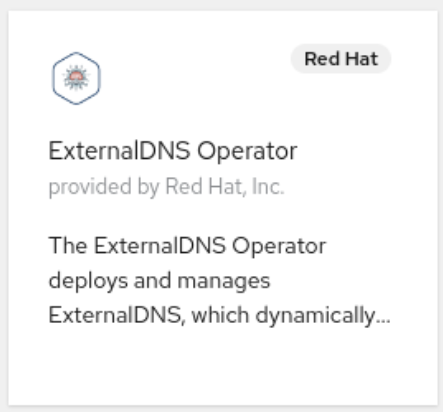 Red Hat
ExternalDNS Operator
provided by Red Hat, Inc.
The ExternalDNS Operator
deploys and manages
ExternalDNS, which dynamically...